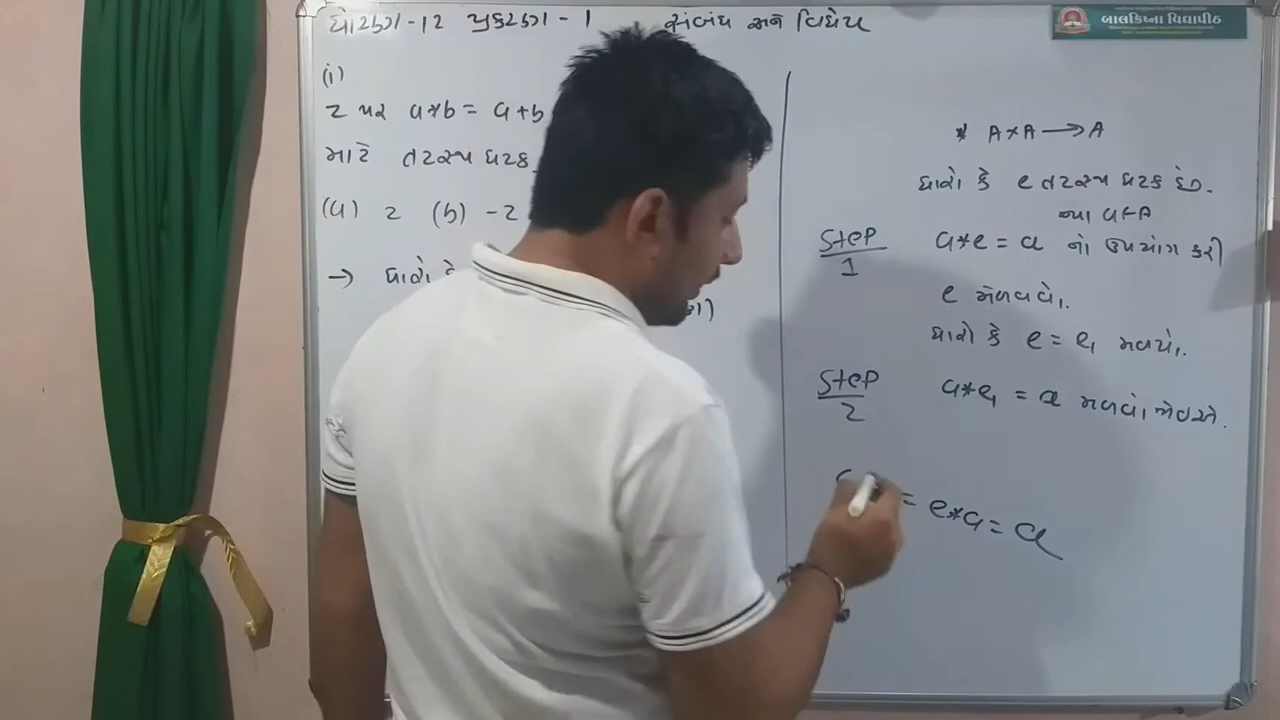 ધોરણ-12 પ્રકરણ-1 સંબંધ અને વિધેય
(i)
Z પર a*b = a+b
માટે તટસ્થ ઘટક
(a) 2 (b) -2
→ ધારો કે
* A×A→A
ધારો કે e તટસ્થ ઘટક છે.
a∈A
Step 1 a*e = a નો ઉપયોગ કરી
e મેળવવો.
ધારો કે e = e₁ મળ્યો.
Step 2 a*e₁ = a મળવો જોઈએ.
= e*a = a
બાલક્રિષ્ના વિદ્યાપીઠ